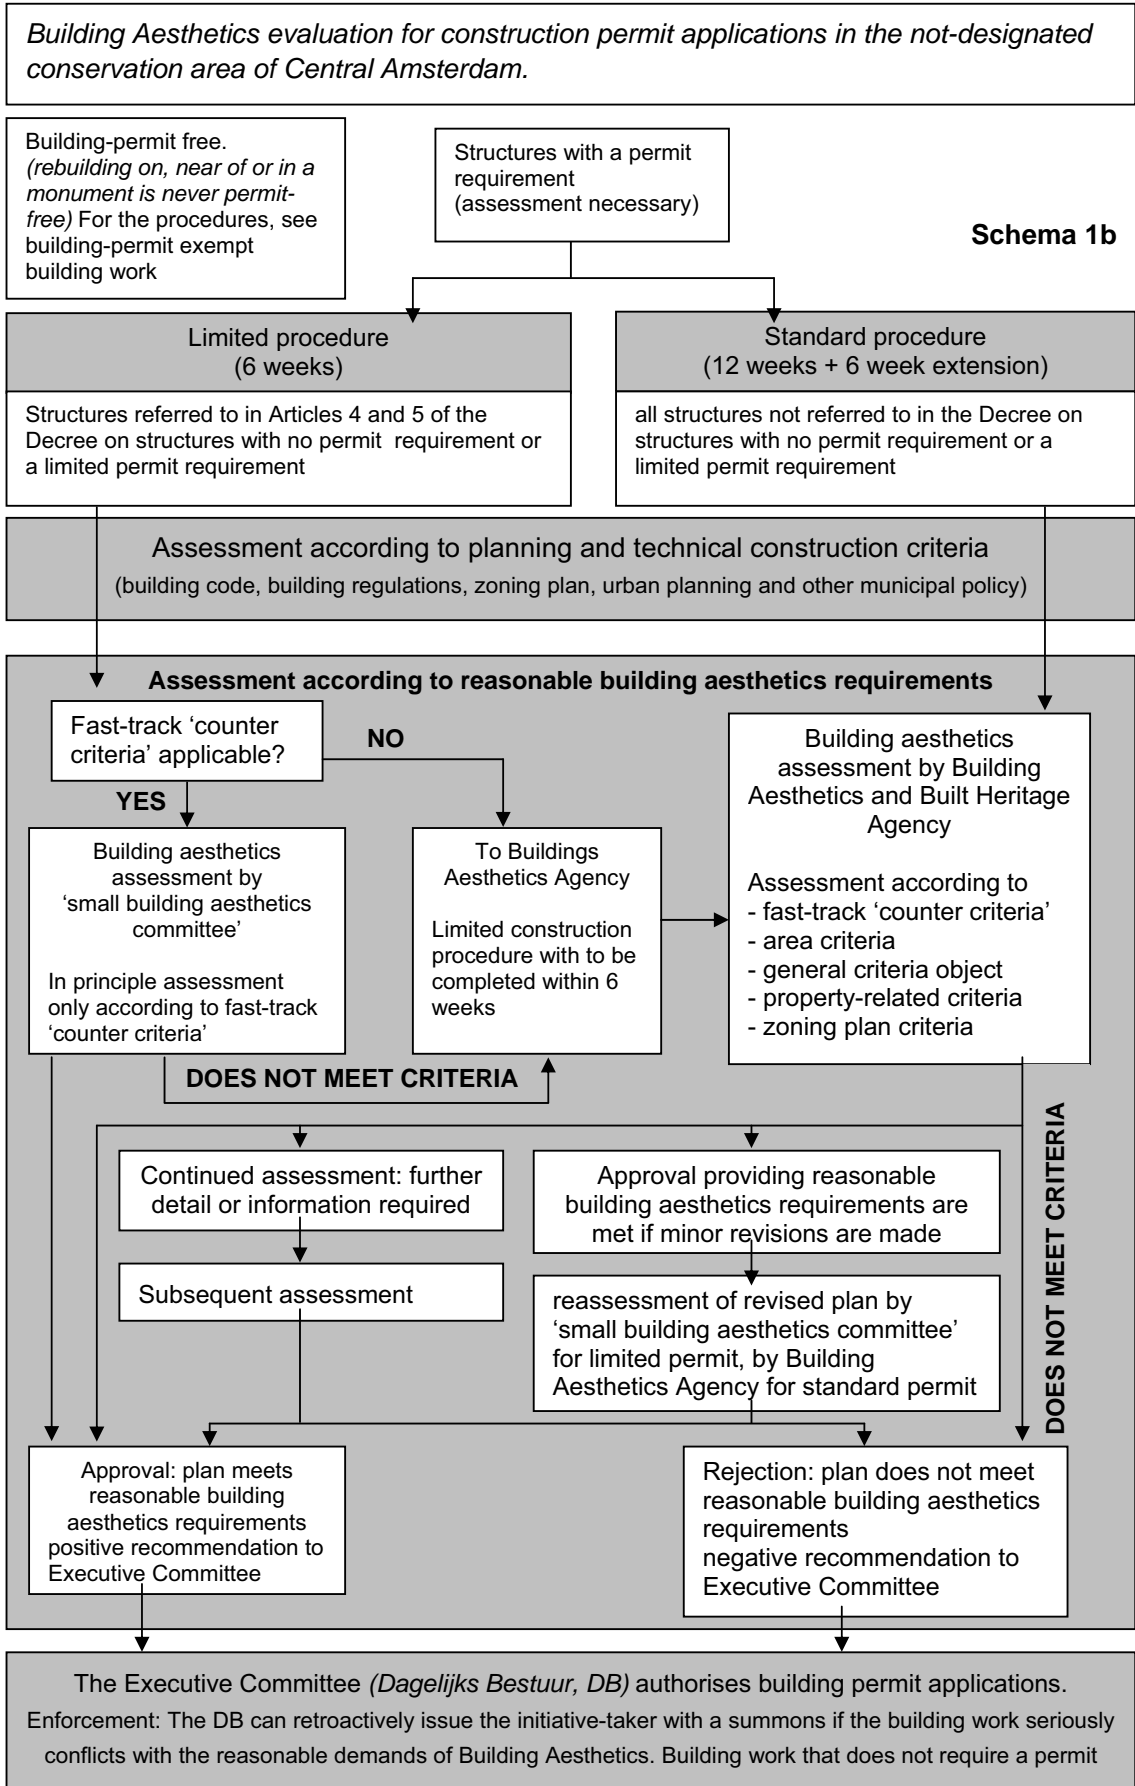 Building Aesthetics evaluation for construction permit applications in the not-designated
conservation area of Central Amsterdam.
Building-permit free.
(rebuilding on, near of or in a
monument is never permit-
free) For the procedures, see
building-permit exempt
building work
Structures with a permit
requirement
(assessment necessary)
Schema 1b
Limited procedure
(6 weeks)
Structures referred to in Articles 4 and 5 of the
Decree on structures with no permit requirement or
a limited permit requirement
Standard procedure
(12 weeks + 6 week extension)
all structures not referred to in the Decree on
structures with no permit requirement or a
limited permit requirement
Assessment according to planning and technical construction criteria
(building code, building regulations, zoning plan, urban planning and other municipal policy)
Assessment according to reasonable building aesthetics requirements
Fast-track ‘counter
criteria’ applicable?
NO
YES
Building aesthetics
assessment by
‘small building aesthetics
committee’
In principle assessment
only according to fast-track
‘counter criteria’
To Buildings
Aesthetics Agency
Limited construction
procedure with to be
completed within 6
weeks
Building aesthetics
assessment by Building
Aesthetics and Built Heritage
Agency
Assessment according to
- fast-track ‘counter criteria’
- area criteria
- general criteria object
- property-related criteria
- zoning plan criteria
DOES NOT MEET CRITERIA
DOES NOT MEET CRITERIA
Continued assessment: further
detail or information required
Subsequent assessment
Approval providing reasonable
building aesthetics requirements are
met if minor revisions are made
reassessment of revised plan by
‘small building aesthetics committee’
for limited permit, by Building
Aesthetics Agency for standard permit
Approval: plan meets
reasonable building
aesthetics requirements
positive recommendation to
Executive Committee
Rejection: plan does not meet
reasonable building aesthetics
requirements
negative recommendation to
Executive Committee
The Executive Committee (Dagelijks Bestuur, DB) authorises building permit applications.
Enforcement: The DB can retroactively issue the initiative-taker with a summons if the building work seriously
conflicts with the reasonable demands of Building Aesthetics. Building work that does not require a permit